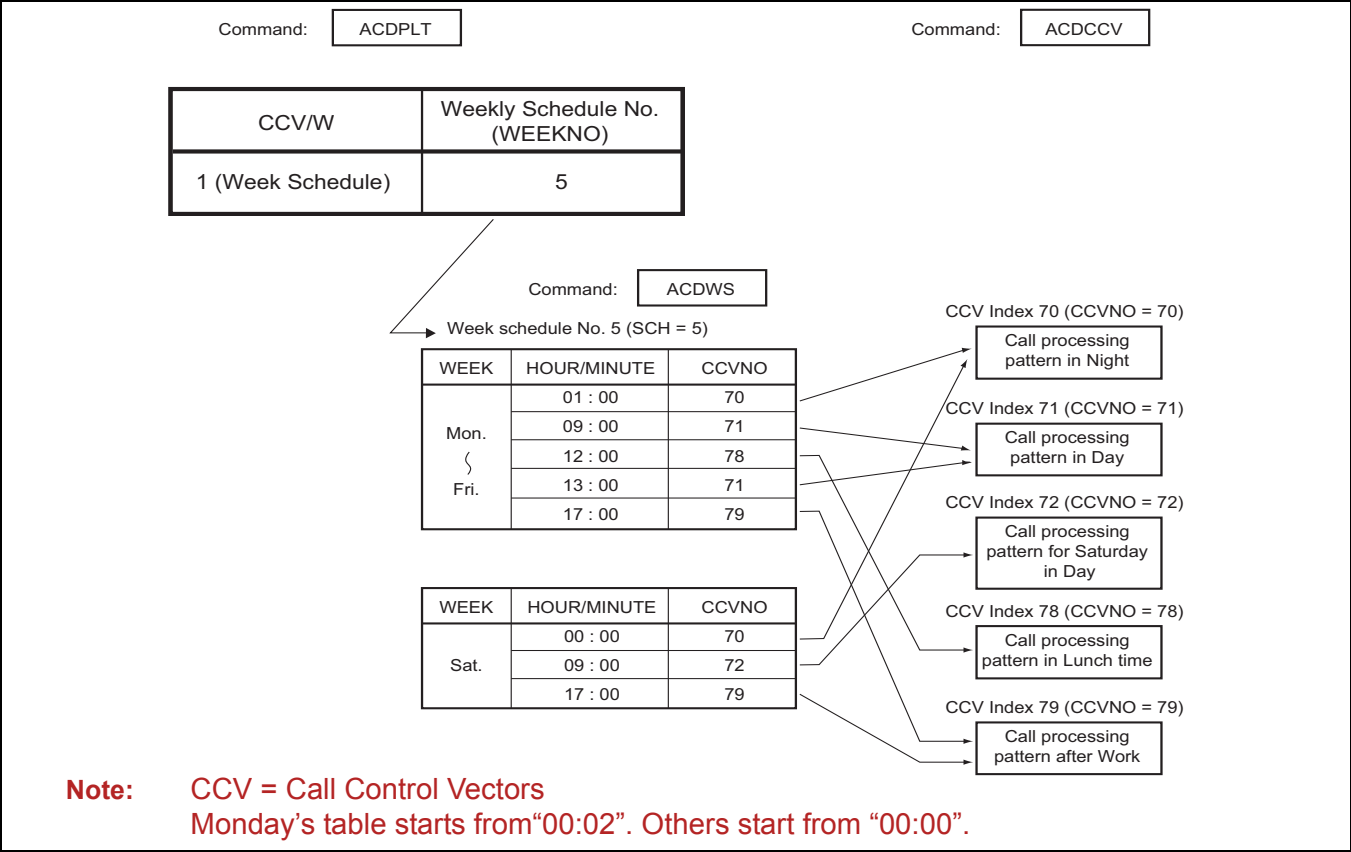 Command: ACDPLT
Command: ACDCCV
CCV/W Weekly Schedule No. (WEEKNO)
1 (Week Schedule) 5
Command: ACDWS
Week schedule No. 5 (SCH = 5)
WEEK HOUR/MINUTE CCVNO
Mon. ~ Fri.
01 : 00 70
09 : 00 71
12 : 00 78
13 : 00 71
17 : 00 79
WEEK HOUR/MINUTE CCVNO
Sat.
00 : 00 70
09 : 00 72
17 : 00 79
CCV Index 70 (CCVNO = 70)
Call processing
pattern in Night
CCV Index 71 (CCVNO = 71)
Call processing
pattern in Day
CCV Index 72 (CCVNO = 72)
Call processing
pattern for Saturday
in Day
CCV Index 78 (CCVNO = 78)
Call processing
pattern in Lunch time
CCV Index 79 (CCVNO = 79)
Call processing
pattern after Work
Note: CCV = Call Control Vectors
Monday’s table starts from“00:02”. Others start from “00:00”.